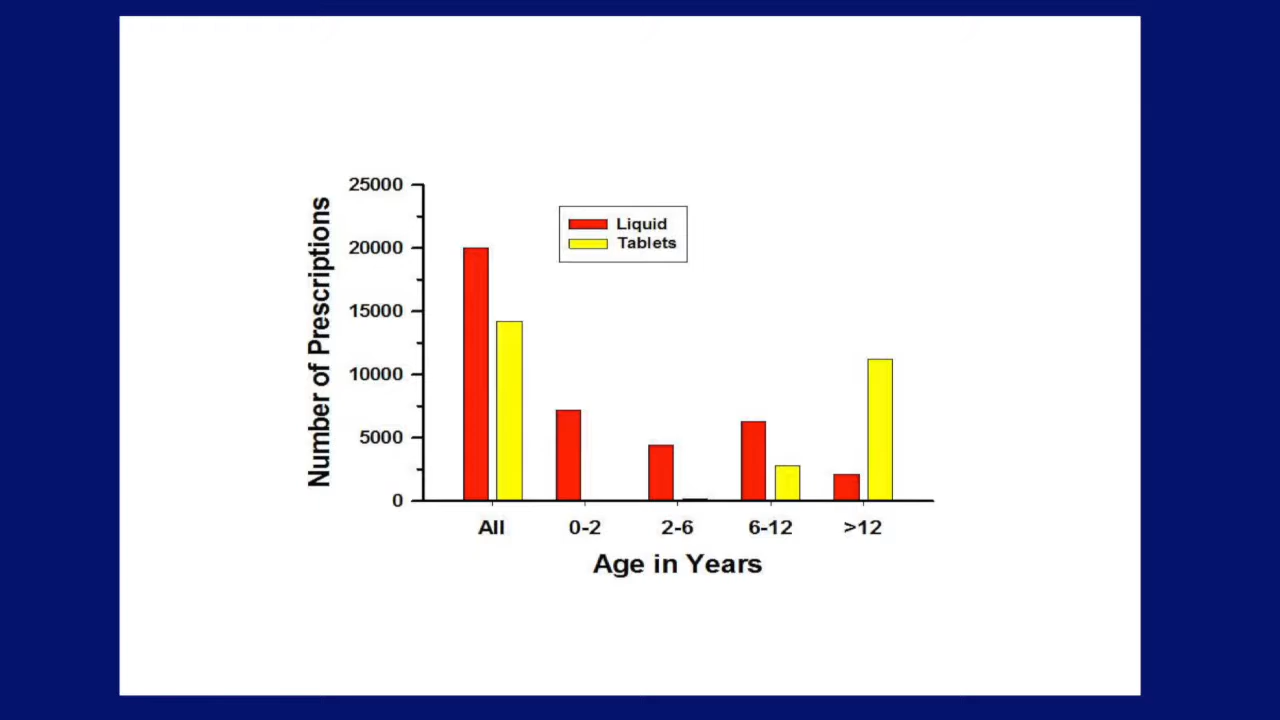 Number of Prescriptions
25000
20000
15000
10000
5000
0
Liquid
Tablets
All 0-2 2-6 6-12 >12
Age in Years